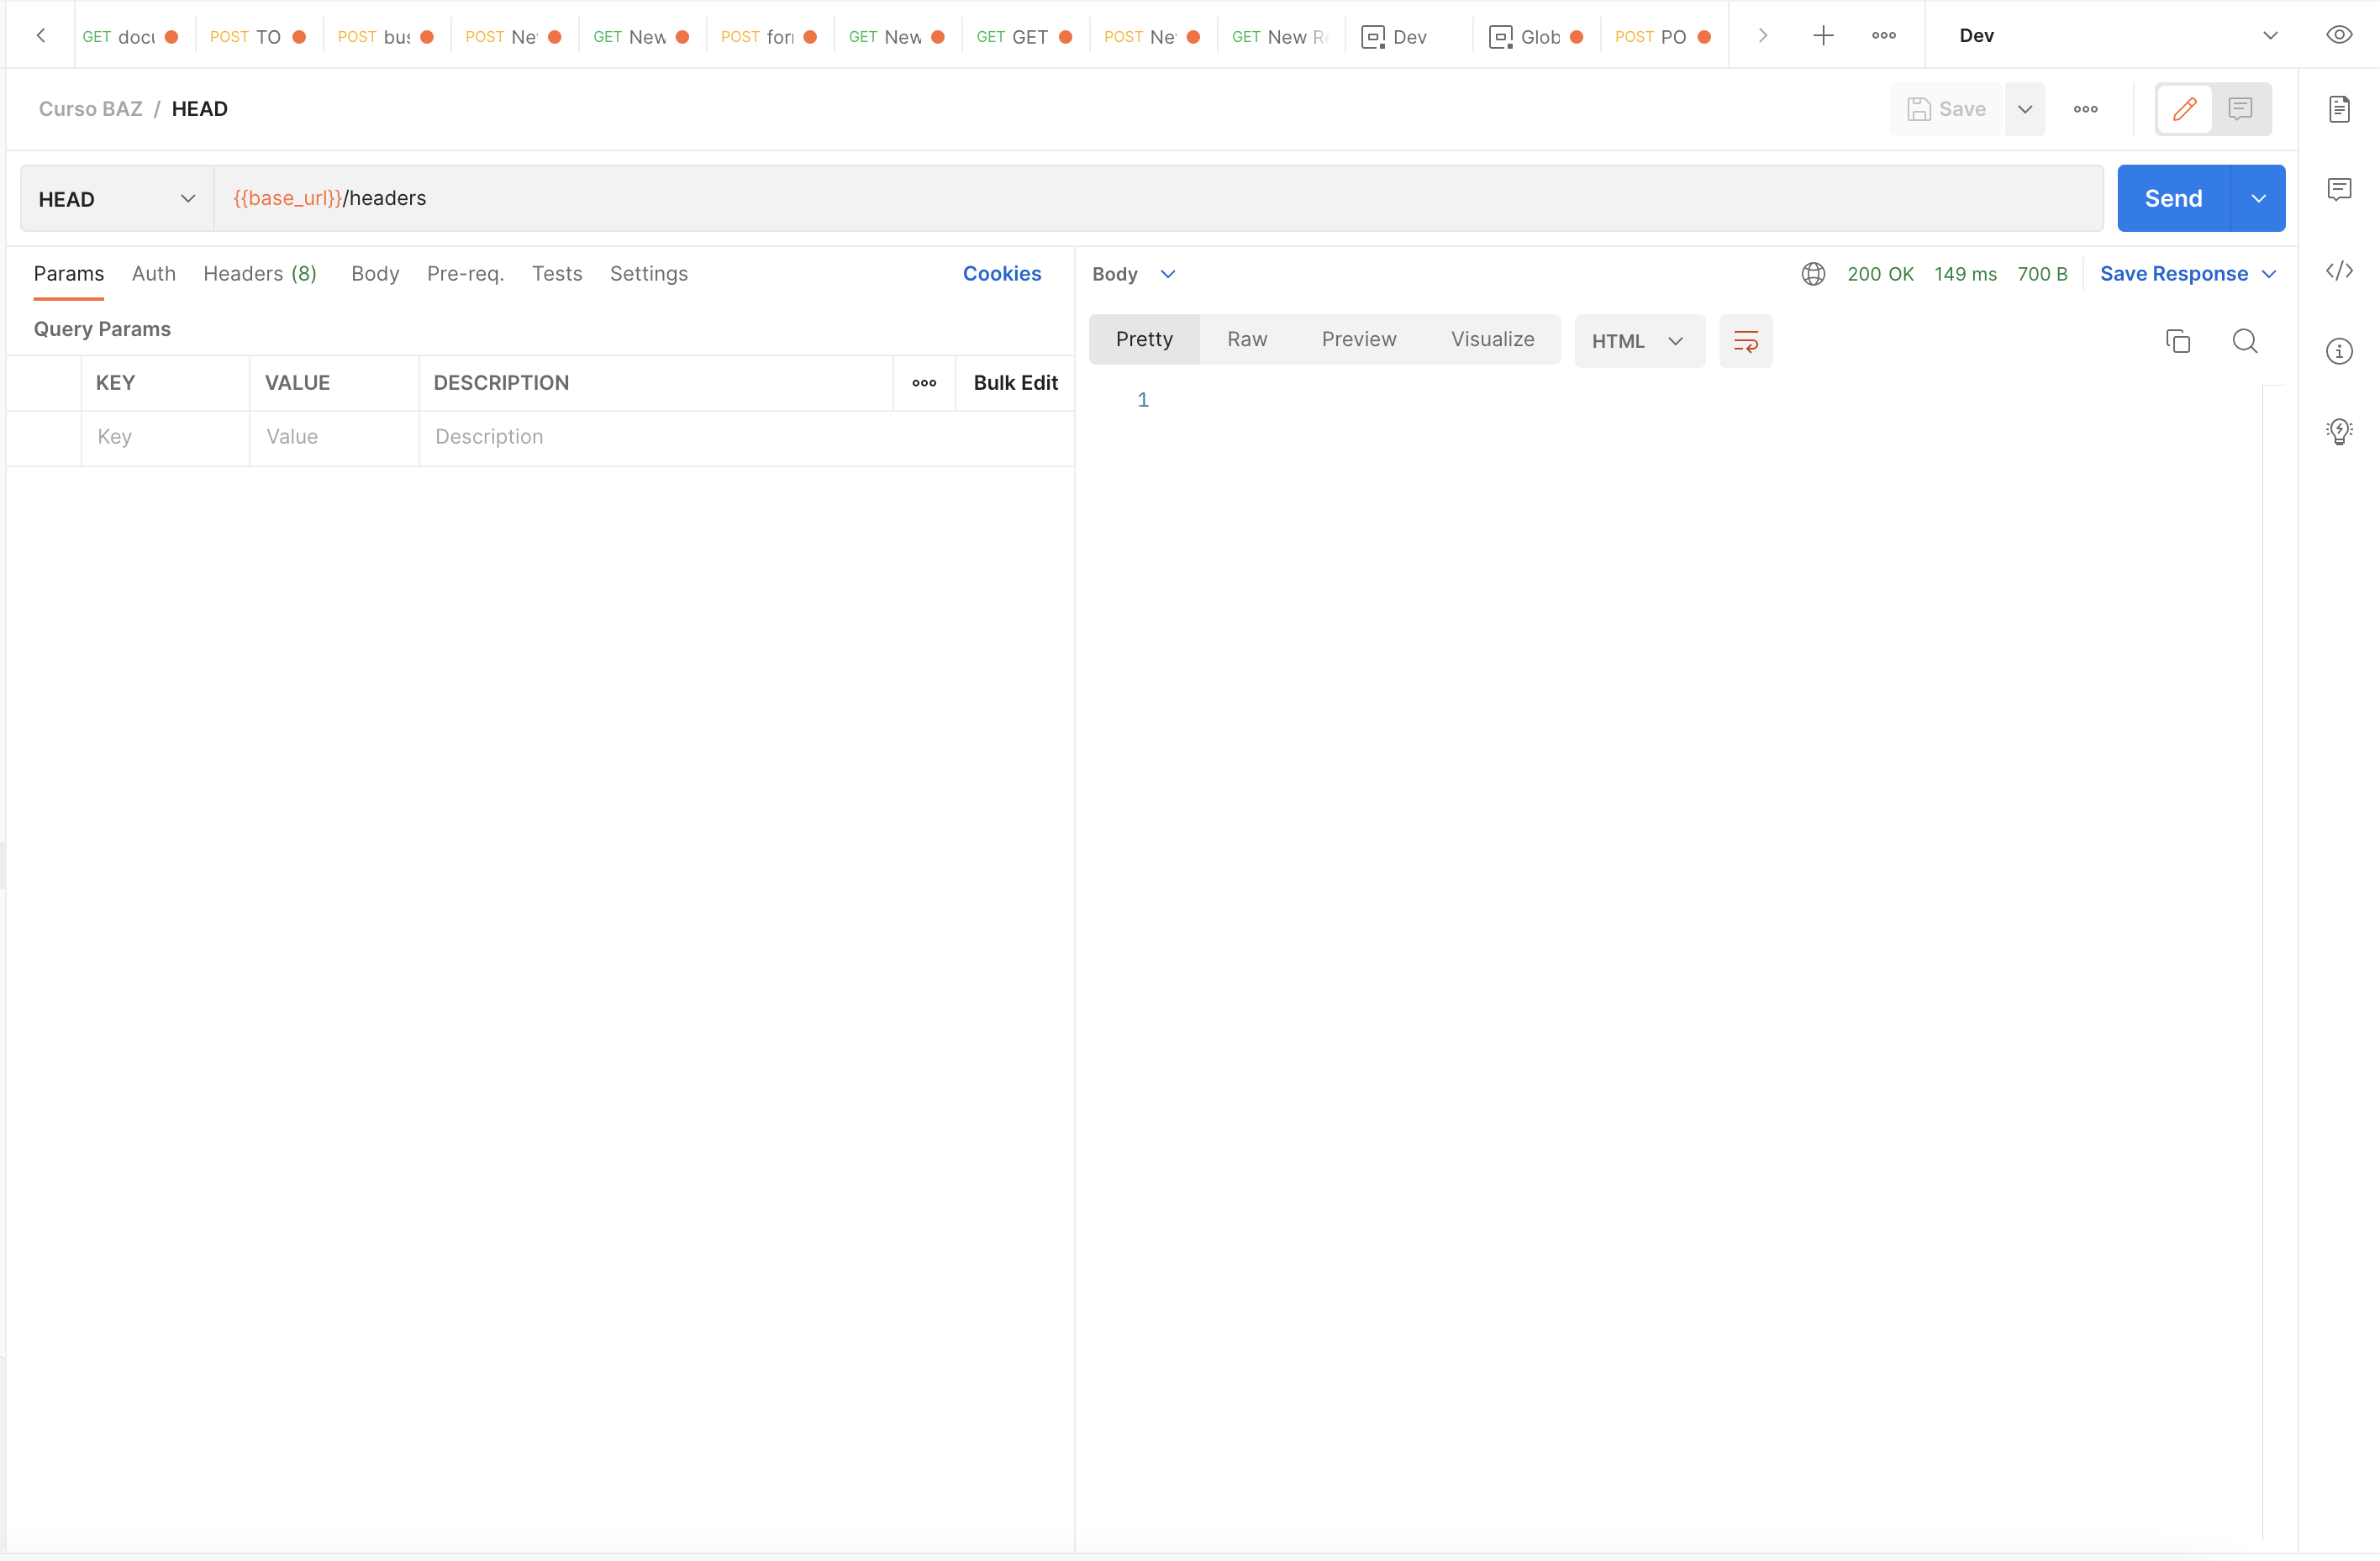 GET docu POST TO POST bus POST Ne GET New POST for GET New GET GET POST Ne GET New Re Dev Glob POST PO Dev
Curso BAZ / HEAD Save
HEAD {{base_url}}/headers Send
Params Auth Headers (8) Body Pre-req. Tests Settings Cookies Body 200 OK 149 ms 700 B Save Response
Query Params Pretty Raw Preview Visualize HTML
KEY VALUE DESCRIPTION Bulk Edit
1
Key Value Description